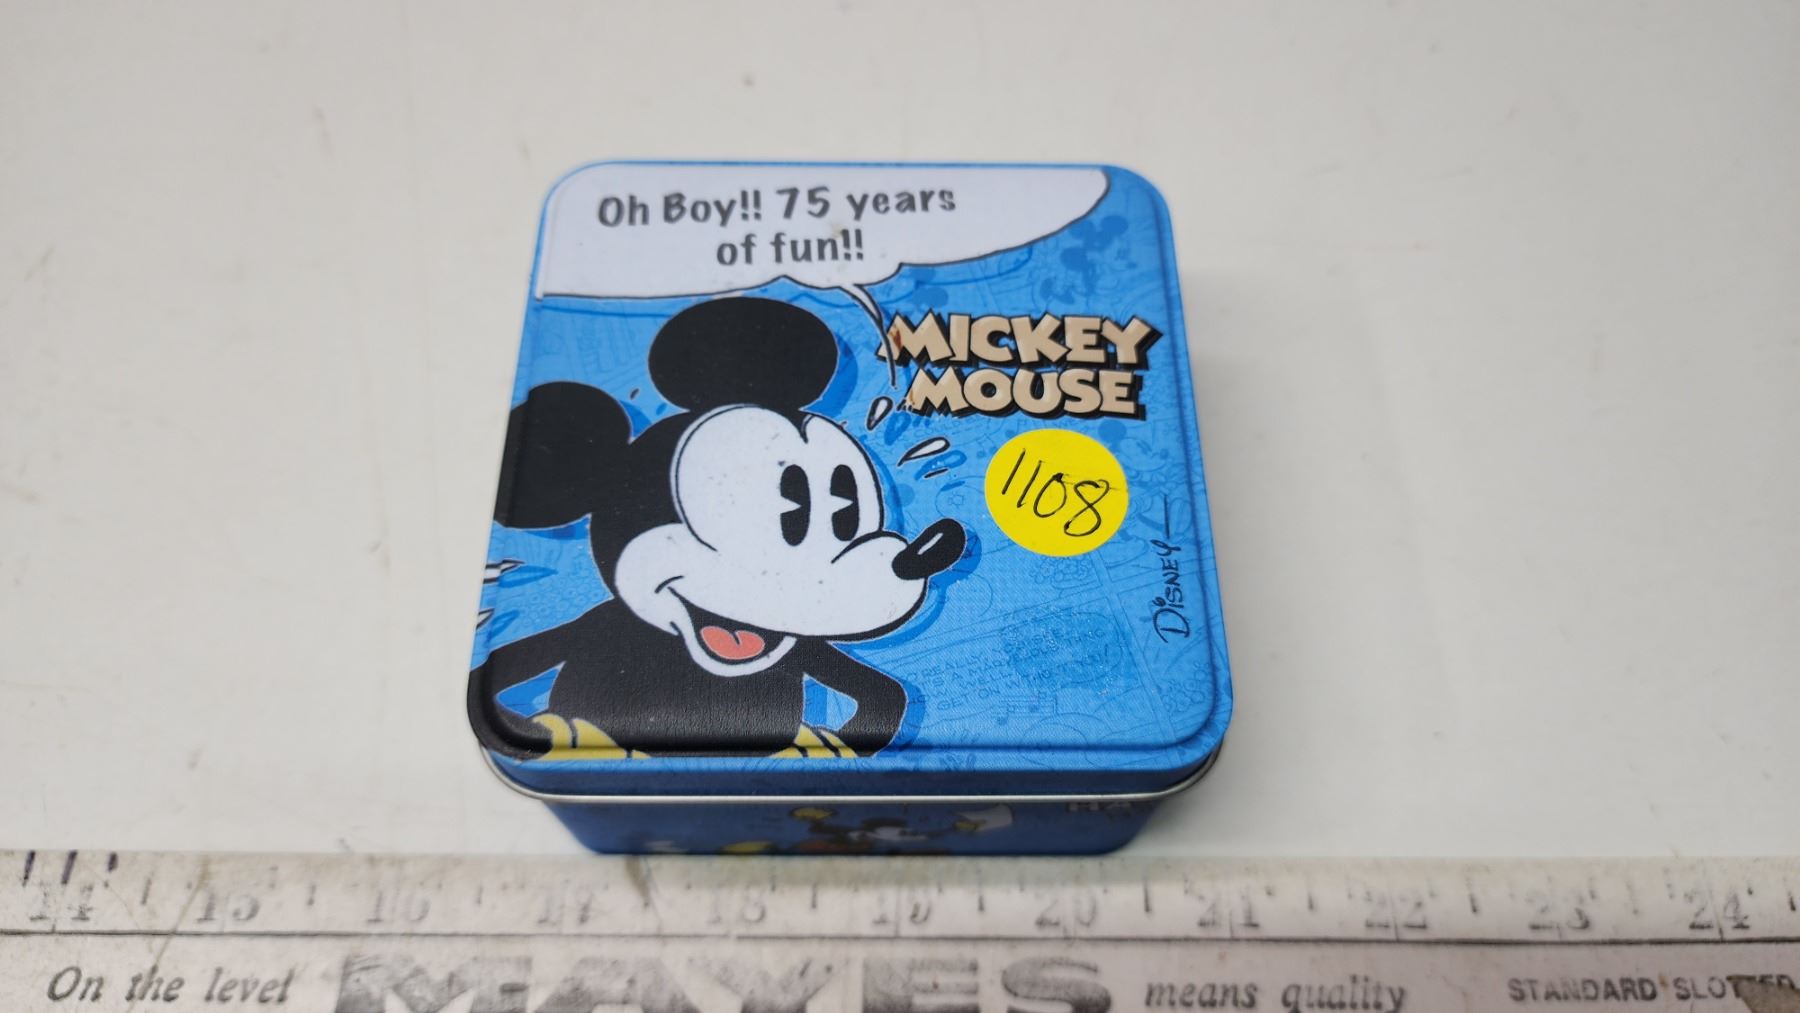 Oh Boy!! 75 years
of fun!!
MICKEY
MOUSE
1108
DISNEY
14 15 16 17 18 19 20 21 22 23 24
On the level MAYES means quality STANDARD SLOTTED